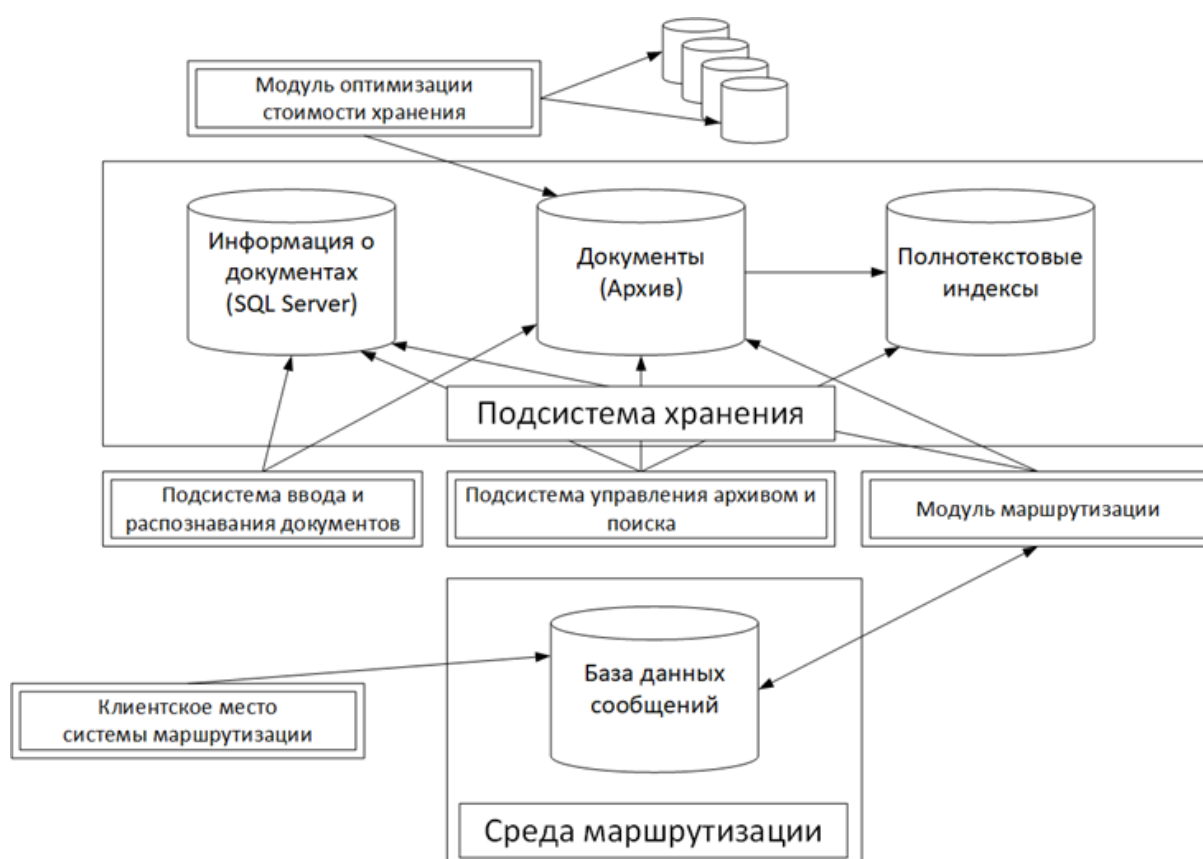 Модуль оптимизации
стоимости хранения
Информация о
документах
(SQL Server)
Документы
(Архив)
Полнотекстовые
индексы
Подсистема хранения
Подсистема ввода и
распознавания документов
Подсистема управления архивом и
поиска
Модуль маршрутизации
База данных
сообщений
Клиентское место
системы маршрутизации
Среда маршрутизации